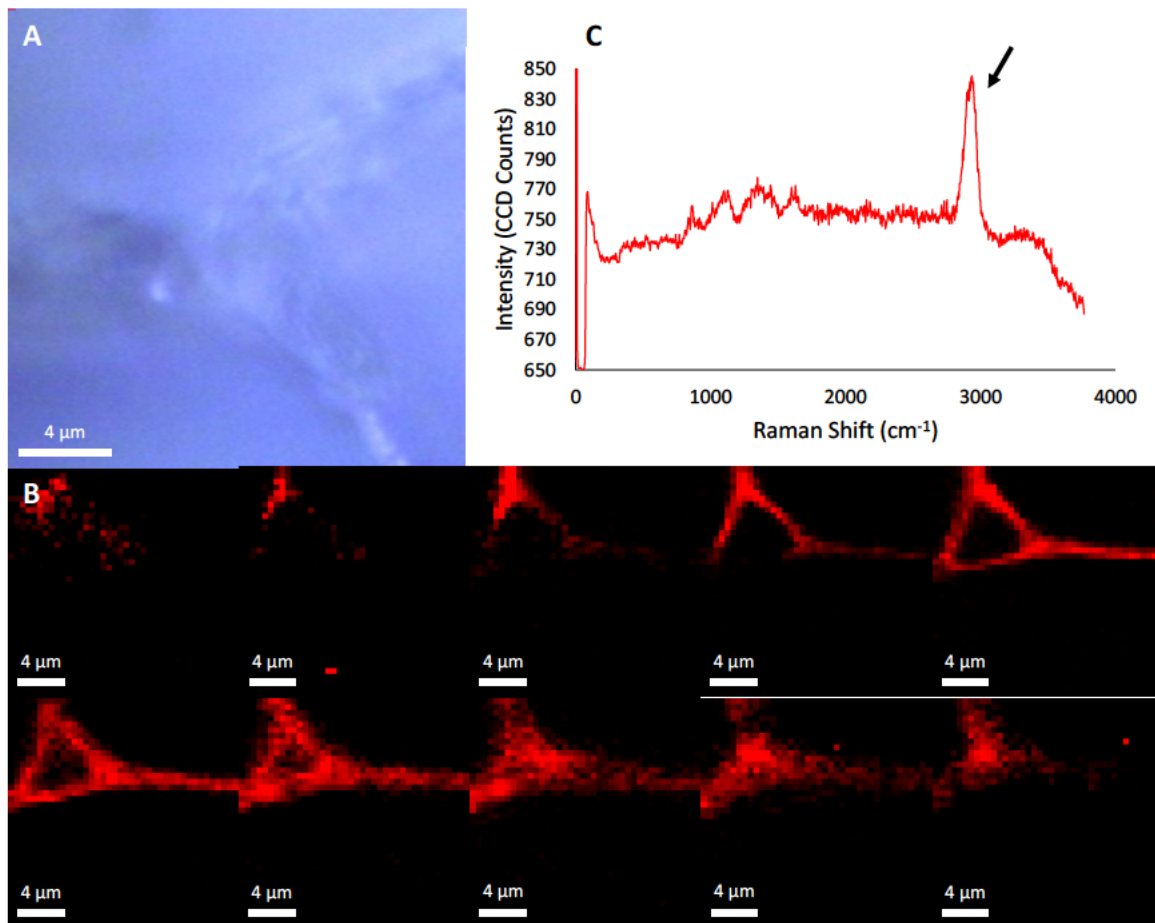 A
4 µm
C
850
830
810
790
770
750
730
710
690
670
650
Intensity (CCD Counts)
0 1000 2000 3000 4000
Raman Shift (cm⁻¹)
B
4 µm 4 µm 4 µm 4 µm 4 µm
4 µm 4 µm 4 µm 4 µm 4 µm